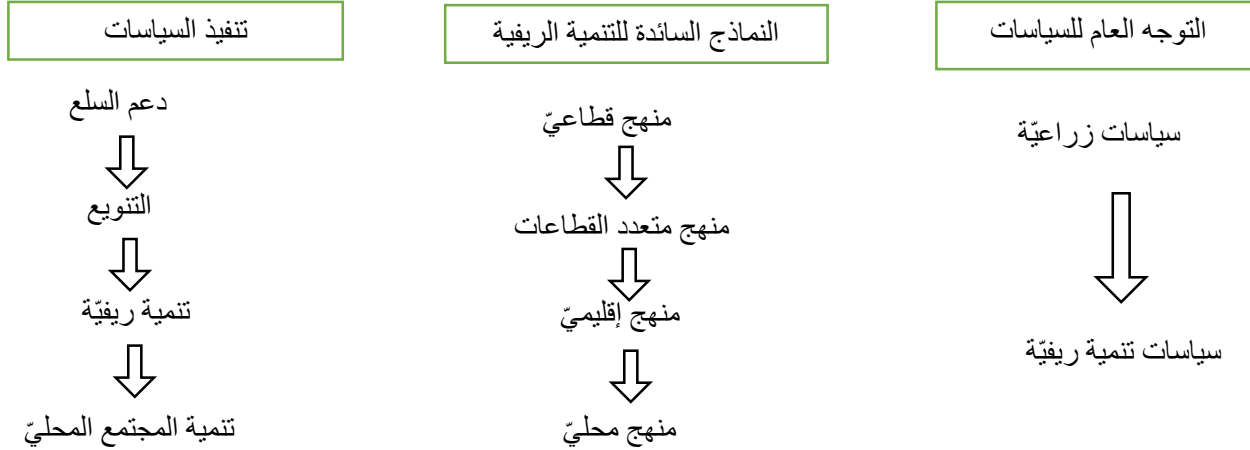 التوجه العام للسياسات
سياسات زراعيّة
سياسات تنمية ريفيّة
النماذج السائدة للتنمية الريفية
منهج قطاعيّ
منهج متعدد القطاعات
منهج إقليميّ
منهج محليّ
تنفيذ السياسات
دعم السلع
التنويع
تنمية ريفيّة
تنمية المجتمع المحليّ